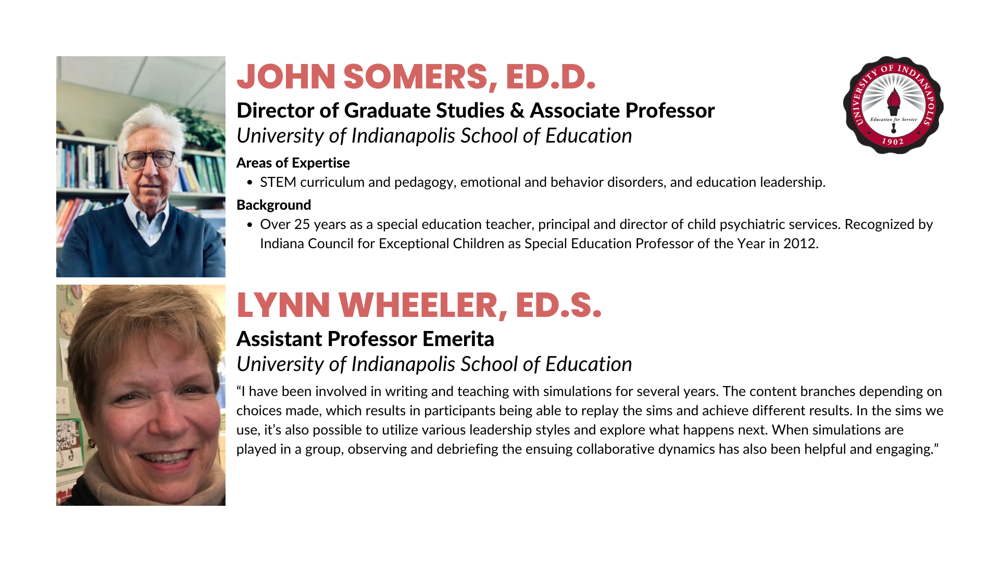 JOHN SOMERS, ED.D.
Director of Graduate Studies & Associate Professor
University of Indianapolis School of Education
UNIVERSITY OF INDIANAPOLIS
Education for Service
1902
Areas of Expertise
• STEM curriculum and pedagogy, emotional and behavior disorders, and education leadership.
Background
• Over 25 years as a special education teacher, principal and director of child psychiatric services. Recognized by
Indiana Council for Exceptional Children as Special Education Professor of the Year in 2012.
LYNN WHEELER, ED.S.
Assistant Professor Emerita
University of Indianapolis School of Education
“I have been involved in writing and teaching with simulations for several years. The content branches depending on
choices made, which results in participants being able to replay the sims and achieve different results. In the sims we
use, it’s also possible to utilize various leadership styles and explore what happens next. When simulations are
played in a group, observing and debriefing the ensuing collaborative dynamics has also been helpful and engaging.”